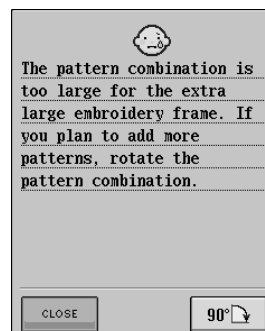 The pattern combination is
too large for the extra
large embroidery frame. If
you plan to add more
patterns, rotate the
pattern combination.
CLOSE
90°